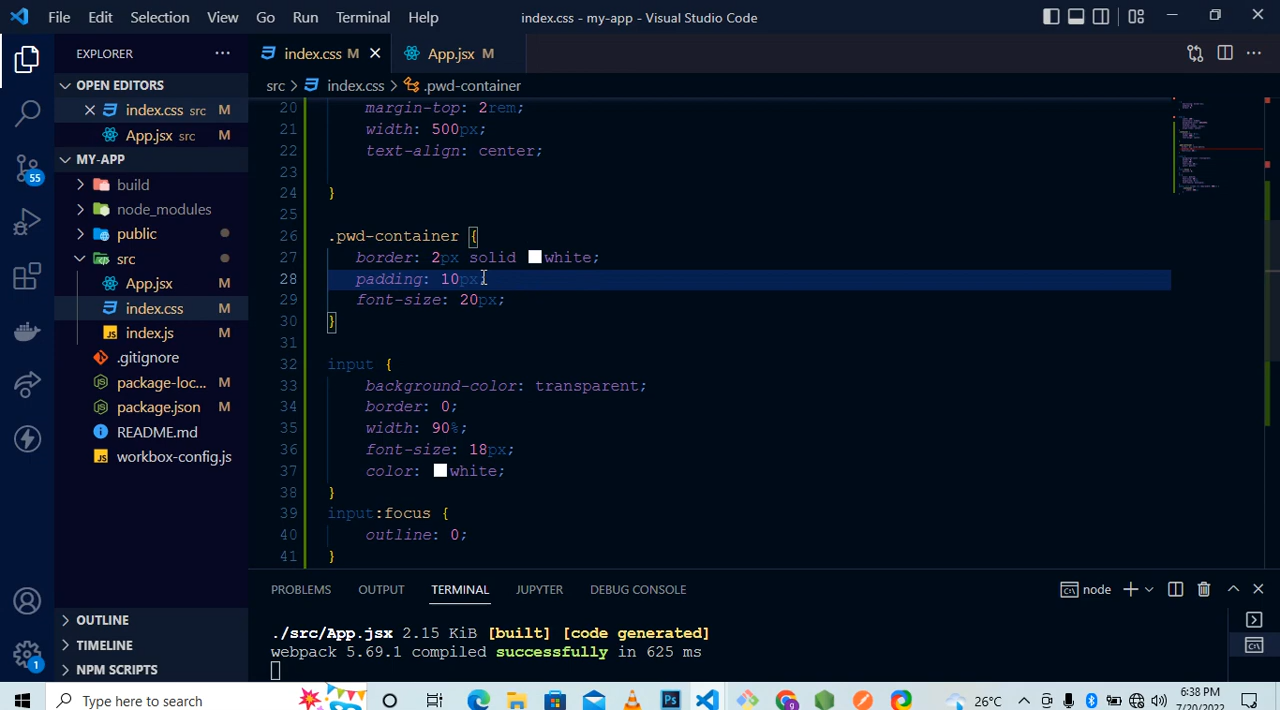 File Edit Selection View Go Run Terminal Help index.css - my-app - Visual Studio Code
EXPLORER
index.css M
App.jsx M
OPEN EDITORS
index.css src M
App.jsx src M
MY-APP
build
node_modules
public
src
App.jsx M
index.css M
index.js M
.gitignore
package-loc... M
package.json M
README.md
workbox-config.js
OUTLINE
TIMELINE
NPM SCRIPTS
55
1
src > index.css > .pwd-container
20 margin-top: 2rem;
21 width: 500px;
22 text-align: center;
23
24 }
25
26 .pwd-container {
27 border: 2px solid white;
28 padding: 10px;
29 font-size: 20px;
30 }
31
32 input {
33 background-color: transparent;
34 border: 0;
35 width: 90%;
36 font-size: 18px;
37 color: white;
38 }
39 input:focus {
40 outline: 0;
41 }
PROBLEMS OUTPUT TERMINAL JUPYTER DEBUG CONSOLE node
./src/App.jsx 2.15 KiB [built] [code generated]
webpack 5.69.1 compiled successfully in 625 ms
Type here to search
26°C
6:38 PM
7/20/2022